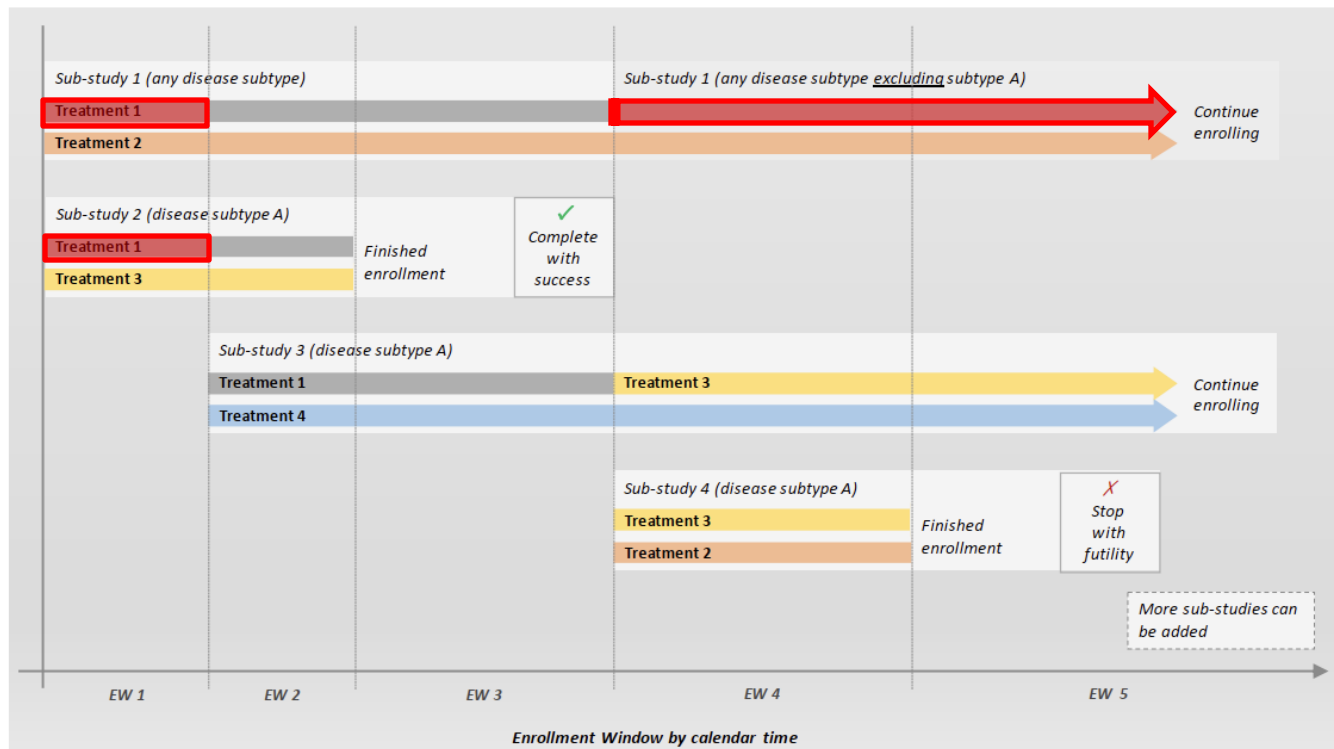 Sub-study 1 (any disease subtype)
Sub-study 1 (any disease subtype excluding subtype A)
Treatment 1
Treatment 2
Continue
enrolling
Sub-study 2 (disease subtype A)
Treatment 1
Treatment 3
Finished
enrollment
✓
Complete
with
success
Sub-study 3 (disease subtype A)
Treatment 1
Treatment 3
Treatment 4
Continue
enrolling
Sub-study 4 (disease subtype A)
Treatment 3
Treatment 2
Finished
enrollment
✗
Stop
with
futility
More sub-studies can
be added
EW 1 EW 2 EW 3 EW 4 EW 5
Enrollment Window by calendar time